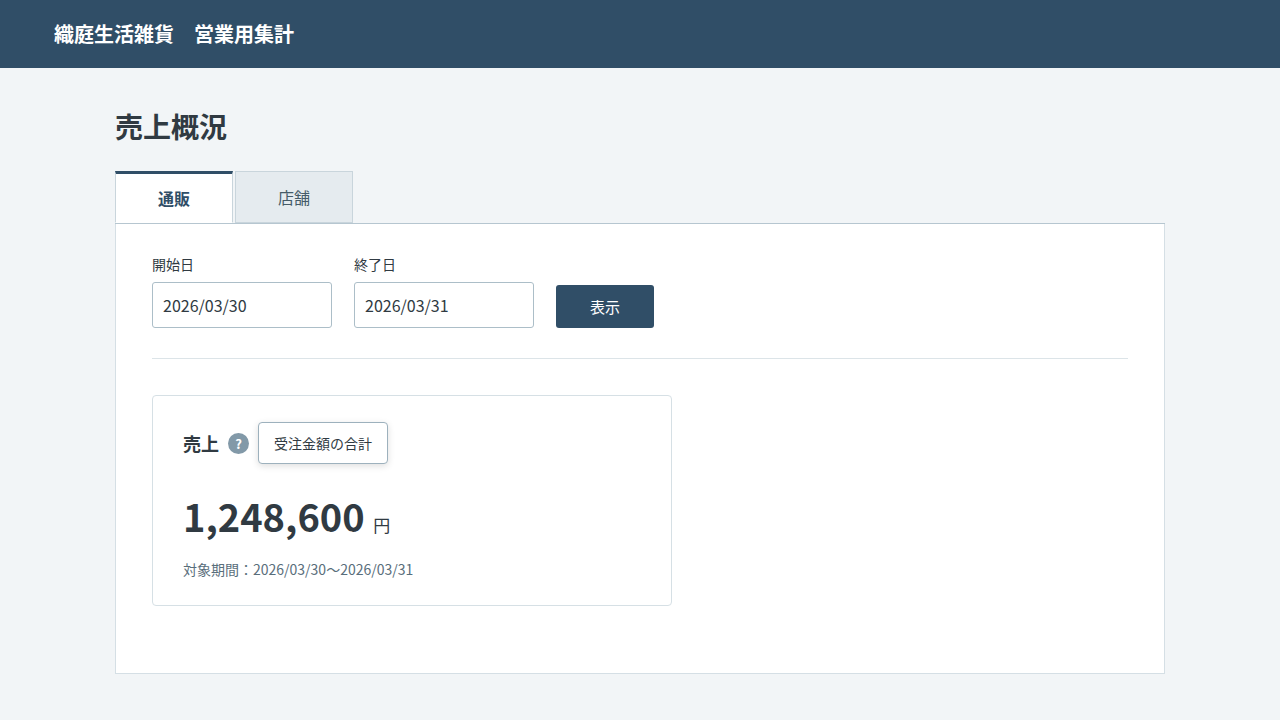 織庭生活雑貨　営業用集計
売上概況
通販 店舗
開始日 終了日
2026/03/30 2026/03/31 表示
売上 ? 受注金額の合計
1,248,600 円
対象期間：2026/03/30～2026/03/31